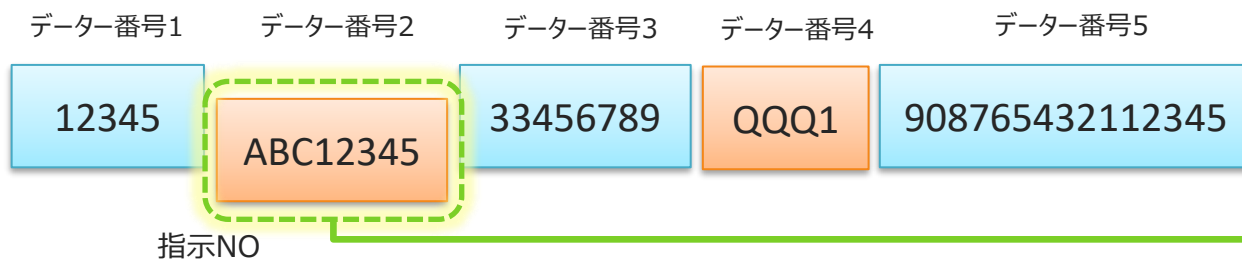 データー番号1 データー番号2 データー番号3 データー番号4 データー番号5
12345 ABC12345 33456789 QQQ1 908765432112345
指示NO